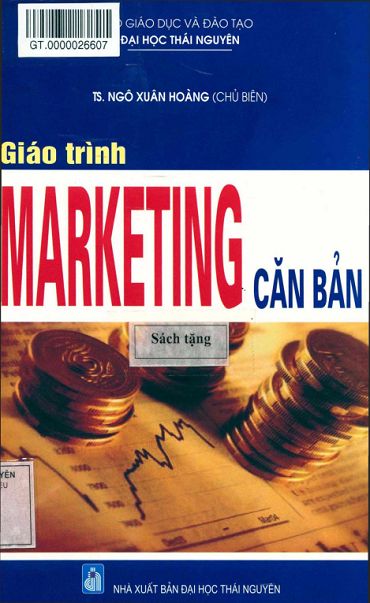 GT.0000026607
GIÁO DỤC VÀ ĐÀO TẠO
ĐẠI HỌC THÁI NGUYÊN
TS. NGÔ XUÂN HOÀNG (CHỦ BIÊN)
Giáo trình
MARKETING
CĂN BẢN
Sách tặng
NHÀ XUẤT BẢN ĐẠI HỌC THÁI NGUYÊN